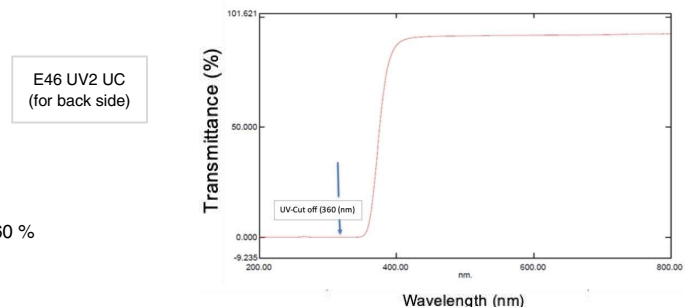 E46 UV2 UC
(for back side)
60 %
Transmittance (%)
101.621
50.000
0.000
-9.235
UV-Cut off (360 (nm)
200.00
400.00
600.00
800.00
nm.
Wavelength (nm)